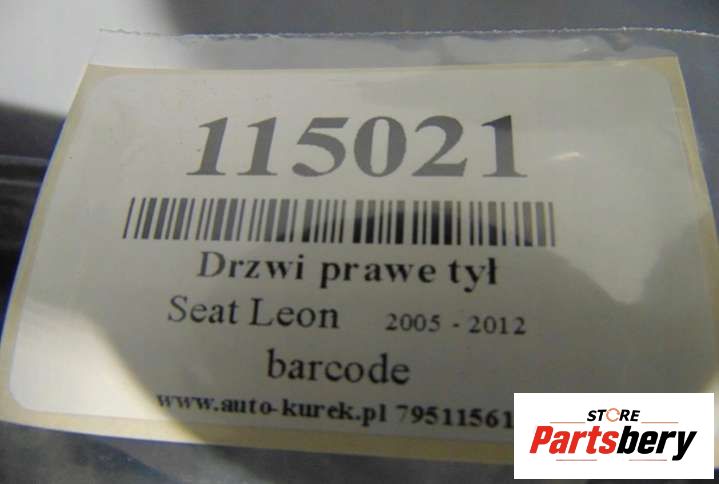 115021
Drzwi prawe tył
Seat Leon 2005 - 2012
barcode
www.auto-kurek.pl 79511561
STORE
Partsbery